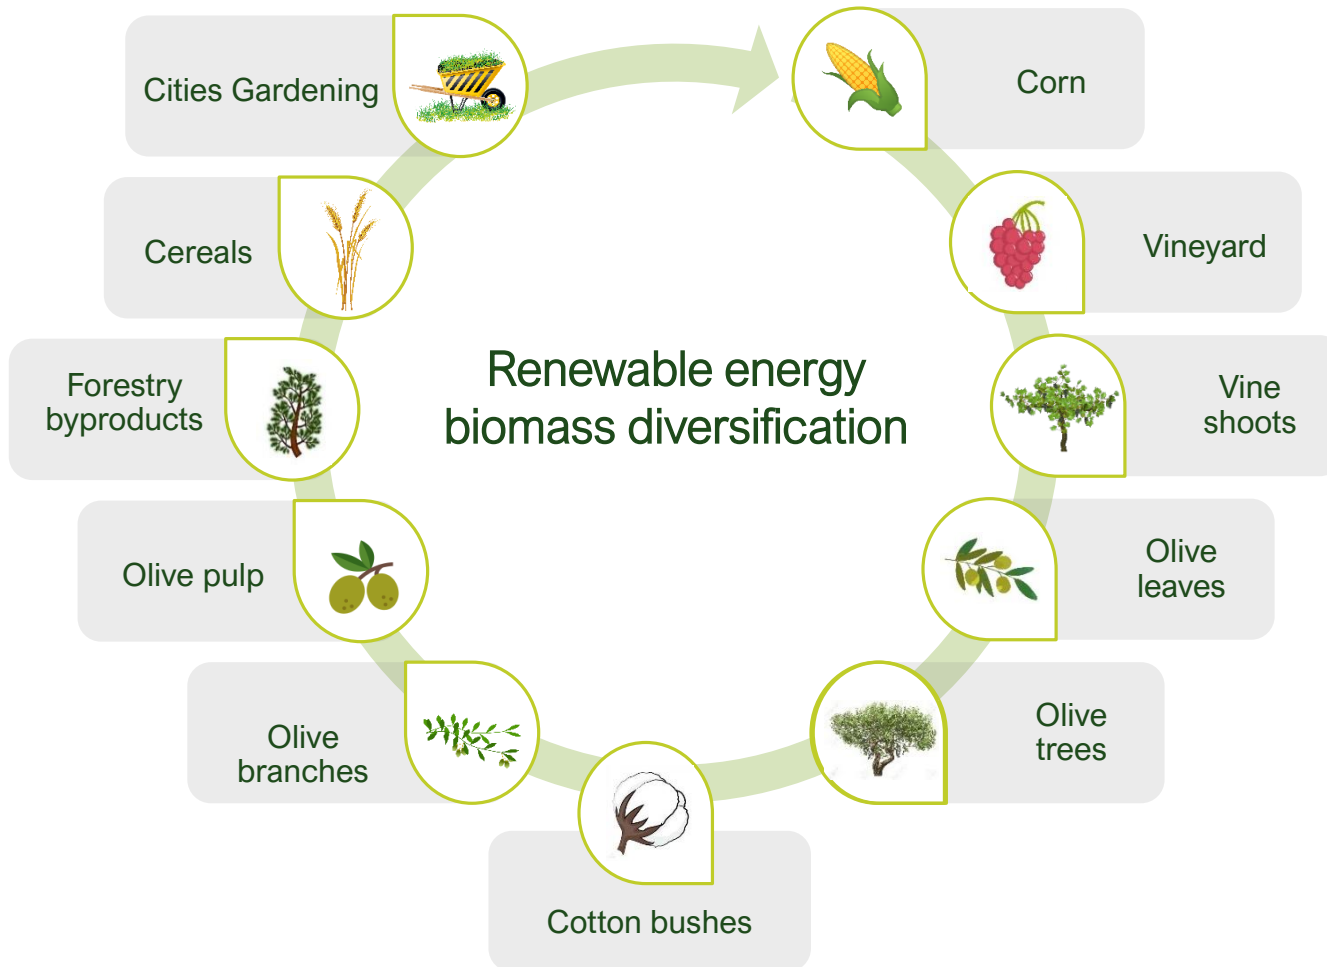 Renewable energy
biomass diversification
Corn
Vineyard
Vine
shoots
Olive
leaves
Olive
trees
Cotton bushes
Olive
branches
Olive pulp
Forestry
byproducts
Cereals
Cities Gardening